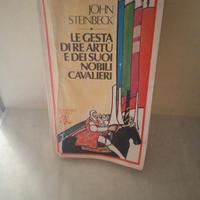 JOHN
STEINBECK
LE GESTA
DI RE ARTÙ
E DEI SUOI
NOBILI
CAVALIERI